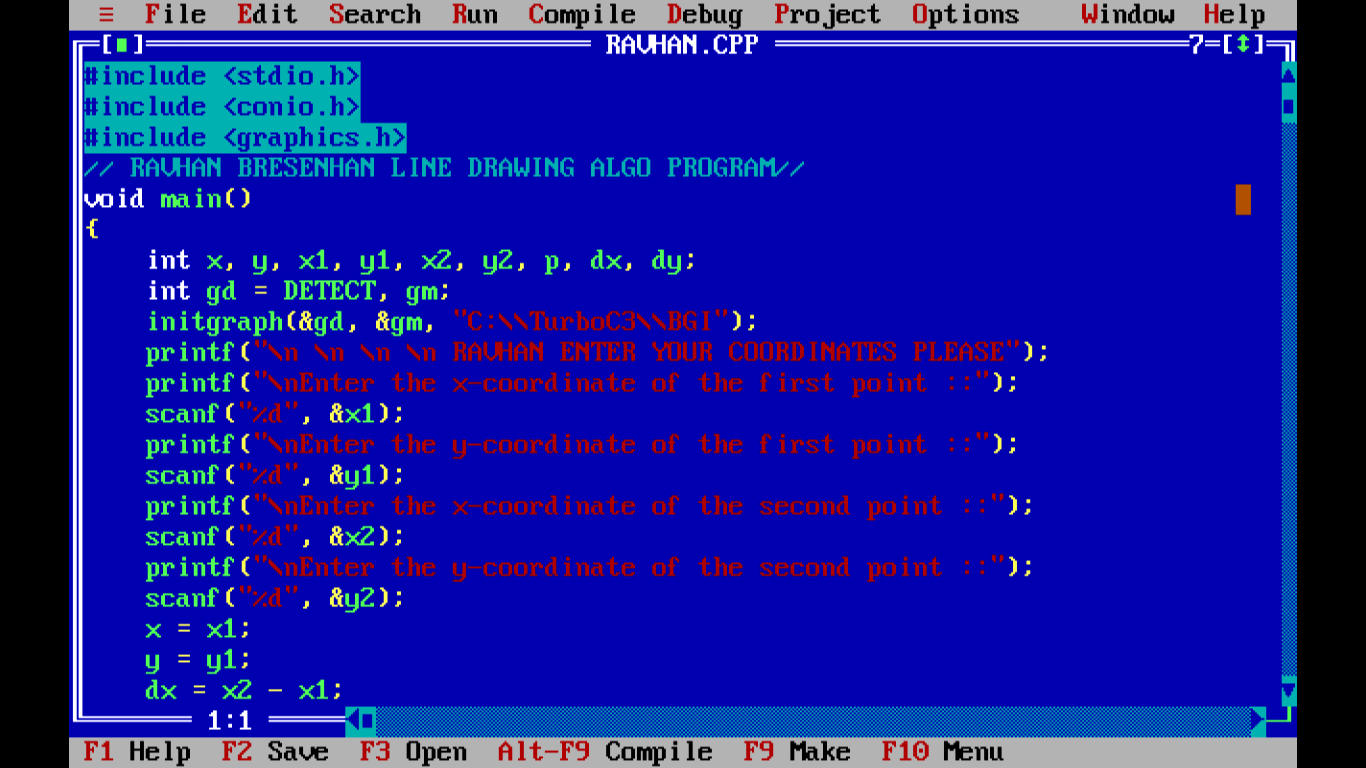 ≡ File Edit Search Run Compile Debug Project Options Window Help
[■] RAVHAN.CPP 7=[↕]
#include <stdio.h>
#include <conio.h>
#include <graphics.h>
// RAVHAN BRESENHAN LINE DRAWING ALGO PROGRAM//
void main()
{
int x, y, x1, y1, x2, y2, p, dx, dy;
int gd = DETECT, gm;
initgraph(&gd, &gm, "C:\\TurboC3\\BGI");
printf("\n \n \n \n RAVHAN ENTER YOUR COORDINATES PLEASE");
printf("\nEnter the x-coordinate of the first point ::");
scanf("%d", &x1);
printf("\nEnter the y-coordinate of the first point ::");
scanf("%d", &y1);
printf("\nEnter the x-coordinate of the second point ::");
scanf("%d", &x2);
printf("\nEnter the y-coordinate of the second point ::");
scanf("%d", &y2);
x = x1;
y = y1;
dx = x2 - x1;
1:1
F1 Help F2 Save F3 Open Alt-F9 Compile F9 Make F10 Menu